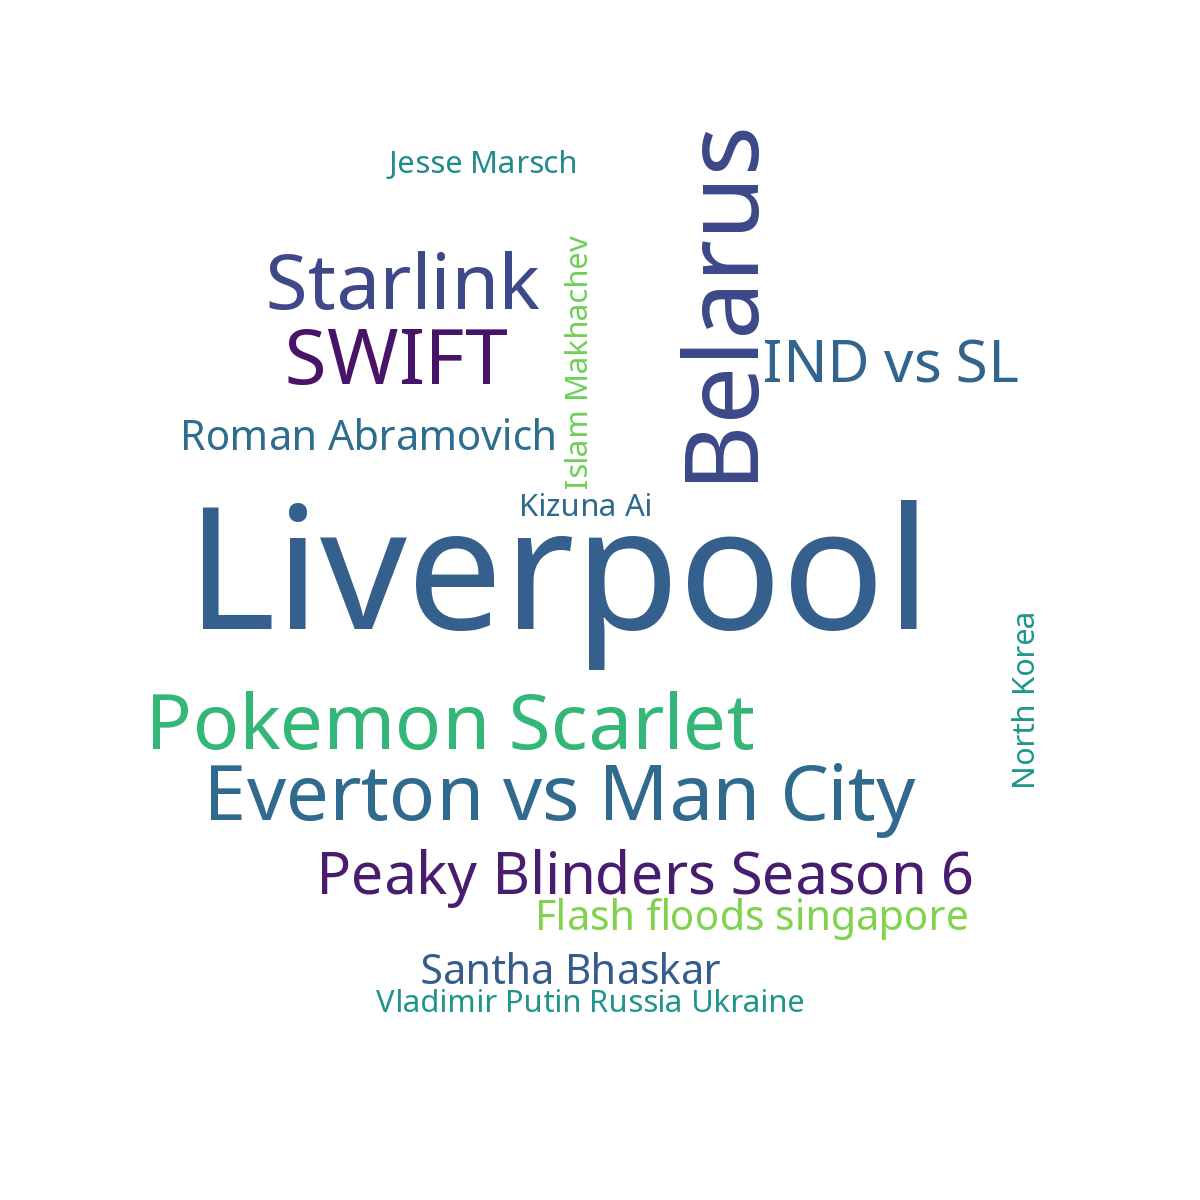 Jesse Marsch
Belarus
Islam Makhachev
Starlink
SWIFT
IND vs SL
Roman Abramovich
Kizuna Ai
Liverpool
North Korea
Pokemon Scarlet
Everton vs Man City
Peaky Blinders Season 6
Flash floods singapore
Santha Bhaskar
Vladimir Putin Russia Ukraine